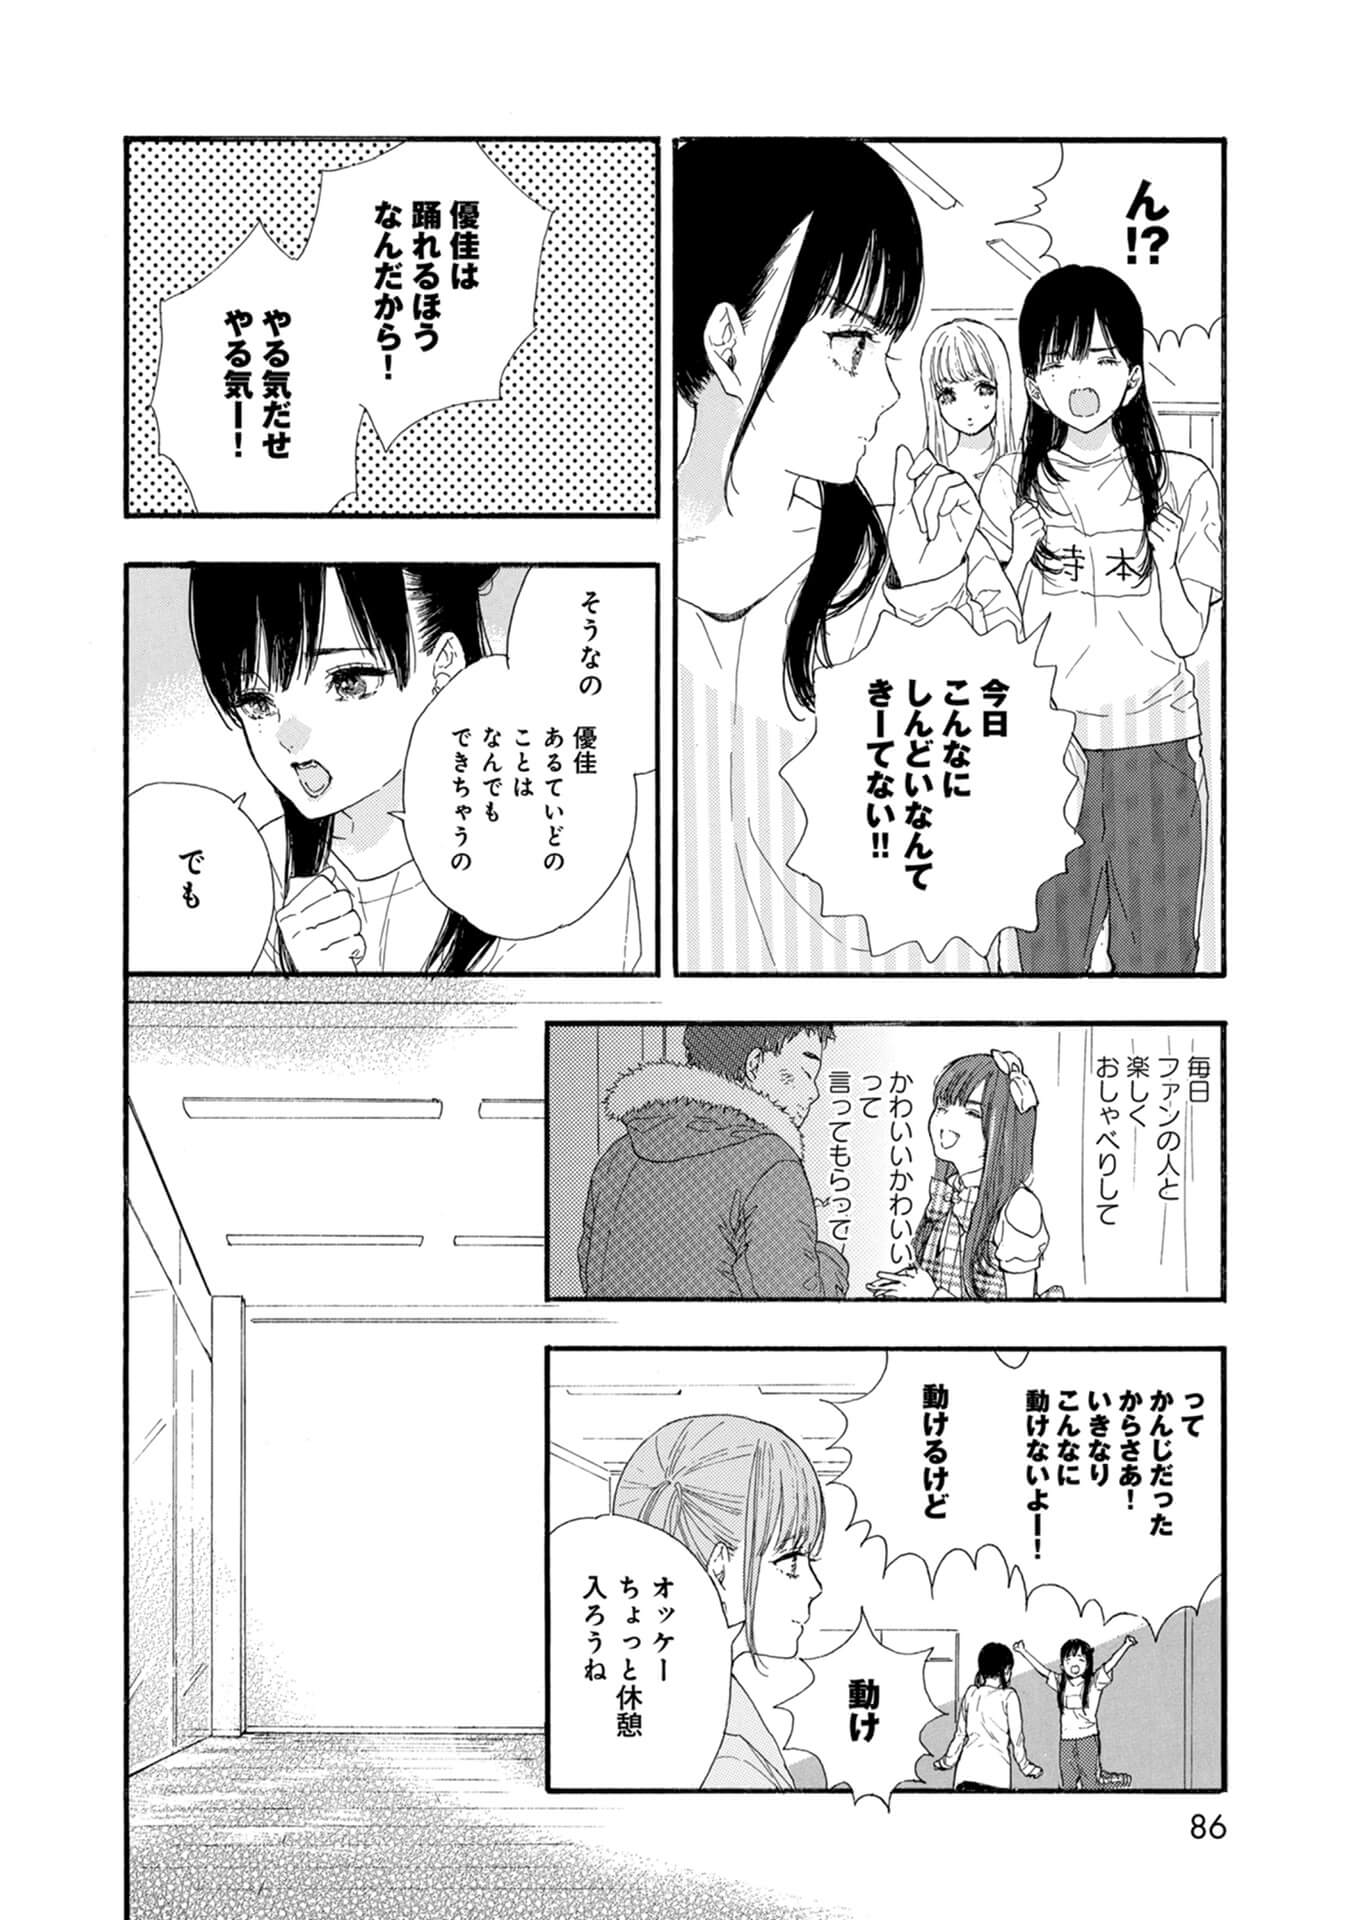 ん!?
寺本
今日
こんなに
しんどいなんて
きーてない!!
優佳は
踊れるほう
なんだから!
やる気だせ
やる気ー!
そうなの
優佳
あるていどの
ことは
なんでも
できちゃうの
でも
毎日
ファンの人と
楽しく
おしゃべりして
かわいいかわいい
って
言ってもらって
って
かんじだった
からさあ!
いきなり
こんなに
動けないよー!
動けるけど
動け
オッケー
ちょっと休憩
入ろうね
86